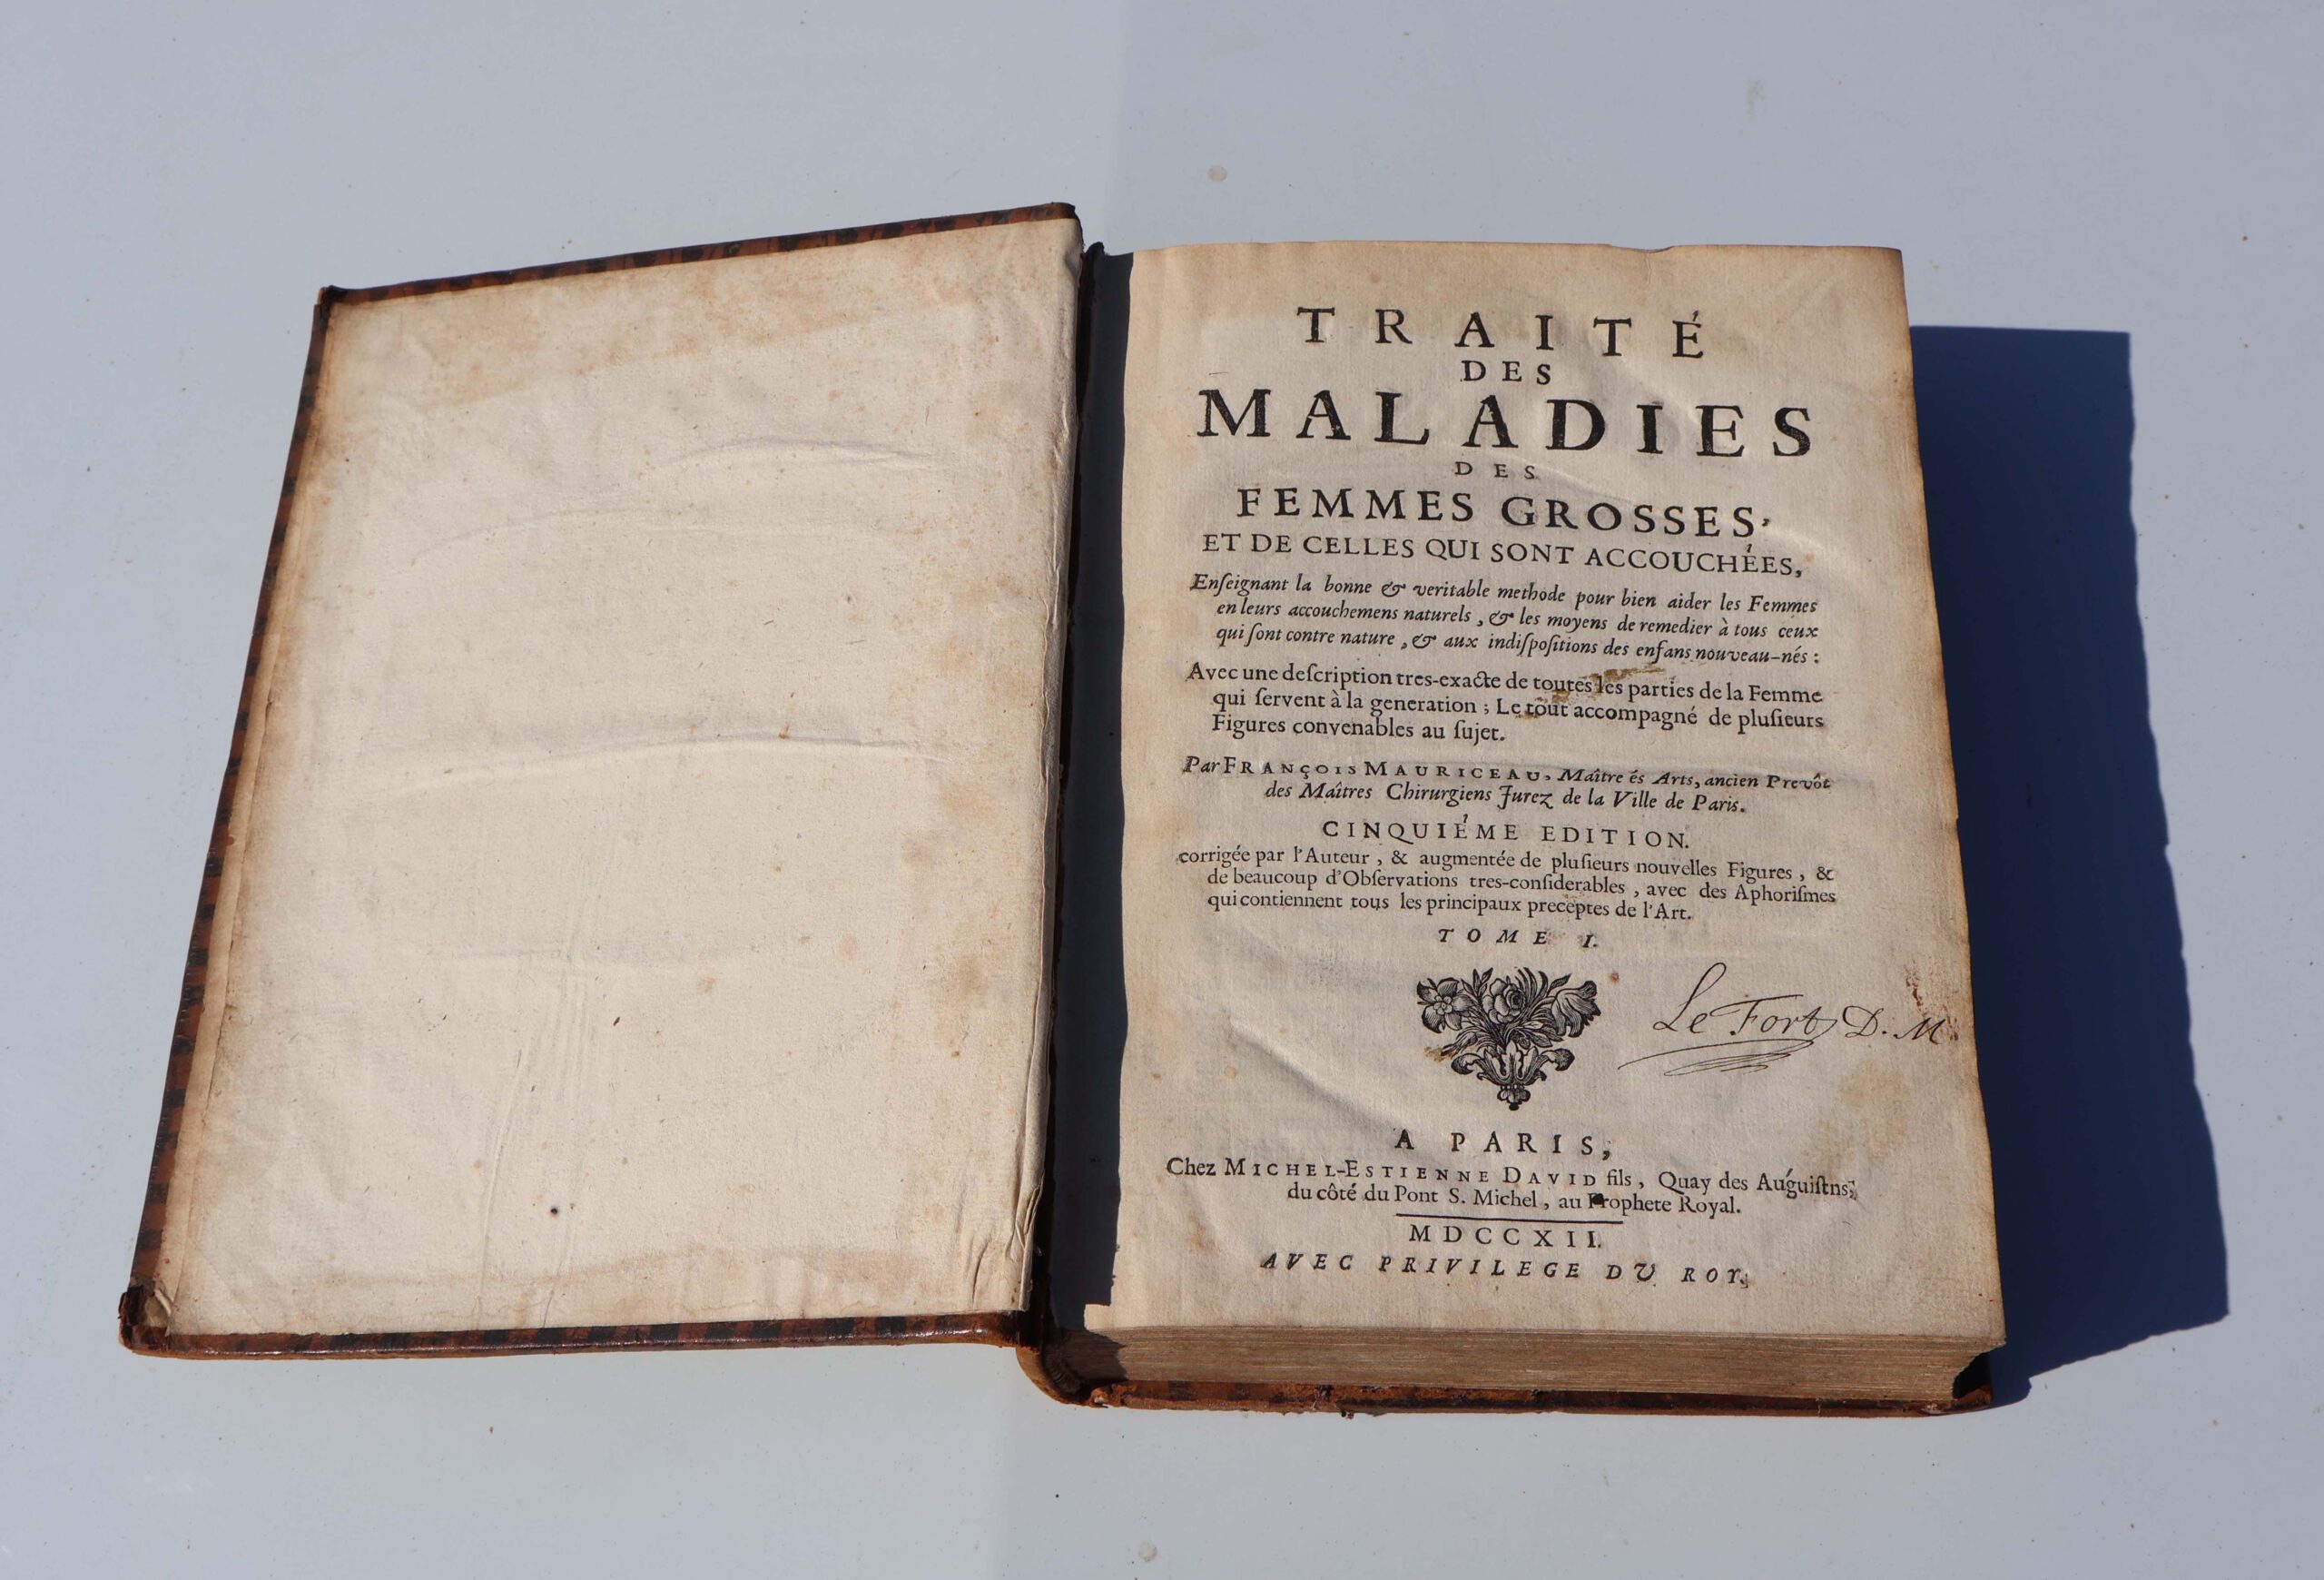 TRAITÉ
DES
MALADIES
DES
FEMMES GROSSES,
ET DE CELLES QUI SONT ACCOUCHÉES,
Enſeignant la bonne & veritable methode pour bien aider les Femmes
en leurs accouchemens naturels, & les moyens de remedier à tous ceux
qui ſont contre nature, & aux indiſpoſitions des enfans nouveau-nés :
Avec une deſcription tres-exacte de toutes les parties de la Femme
qui ſervent à la generation ; Le tout accompagné de pluſieurs
Figures convenables au ſujet.
Par FRANÇOIS MAURICEAU, Maître és Arts, ancien Prevôt
des Maîtres Chirurgiens Jurez de la Ville de Paris.
CINQUIÉME EDITION.
corrigée par l'Auteur, & augmentée de pluſieurs nouvelles Figures, &
de beaucoup d'Obſervations tres-conſiderables, avec des Aphoriſmes
qui contiennent tous les principaux preceptes de l'Art.
TOME I.
Le Fort D. M
A PARIS,
Chez MICHEL-ESTIENNE DAVID fils, Quay des Auguiſtns,
du côté du Pont S. Michel, au Prophete Royal.
MDCCXII.
AVEC PRIVILEGE DU ROY.